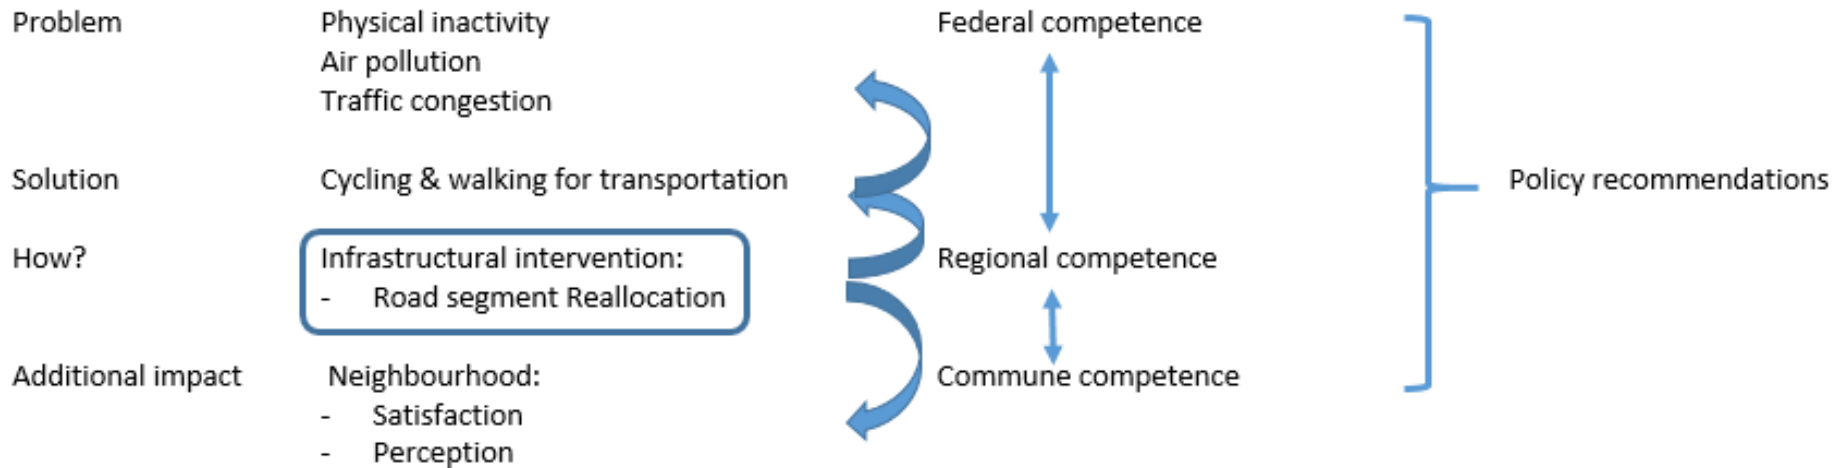 Problem Physical inactivity Federal competence
Air pollution
Traffic congestion
Solution Cycling & walking for transportation Policy recommendations
How? Infrastructural intervention: Regional competence
- Road segment Reallocation
Additional impact Neighbourhood: Commune competence
- Satisfaction
- Perception